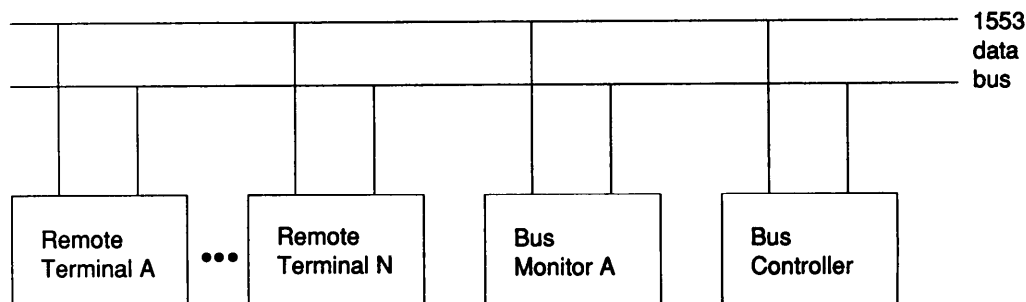 1553
data
bus
Remote
Terminal A
•••
Remote
Terminal N
Bus
Monitor A
Bus
Controller